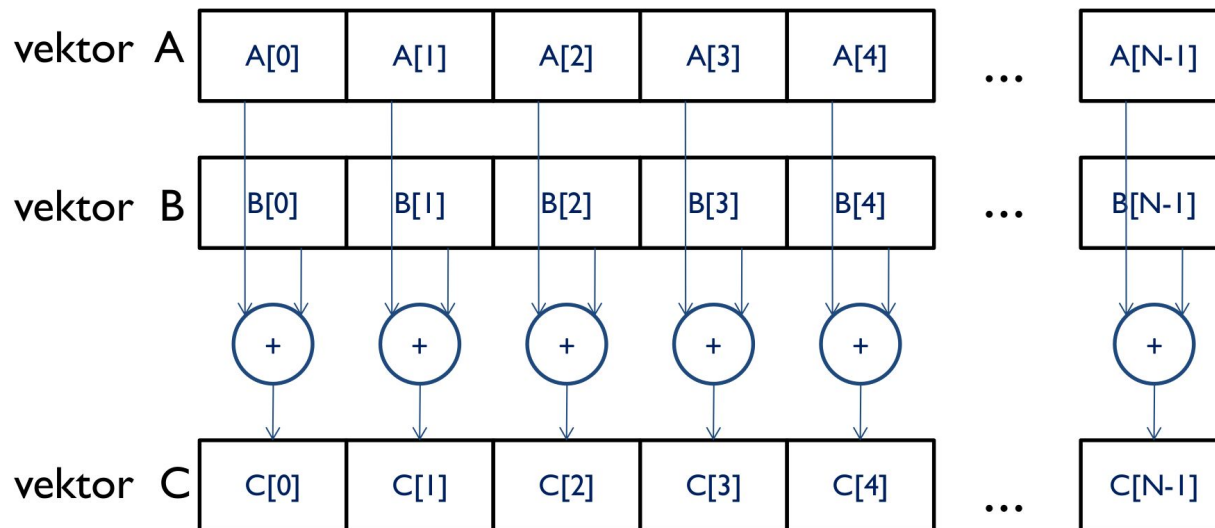 vektor A A[0] A[1] A[2] A[3] A[4] ... A[N-1]
vektor B B[0] B[1] B[2] B[3] B[4] ... B[N-1]
+ + + + + +
vektor C C[0] C[1] C[2] C[3] C[4] ... C[N-1]